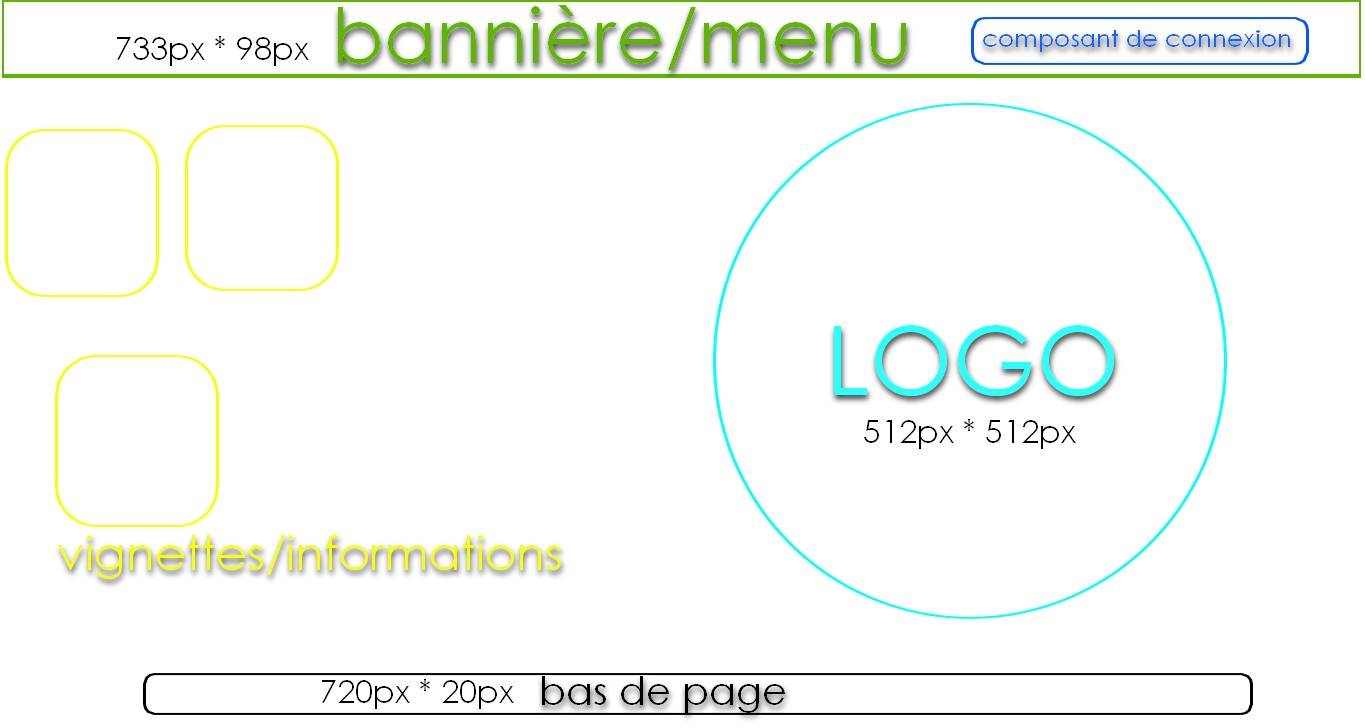 733px * 98px bannière/menu composant de connexion
LOGO
512px * 512px
vignettes/informations
720px * 20px bas de page